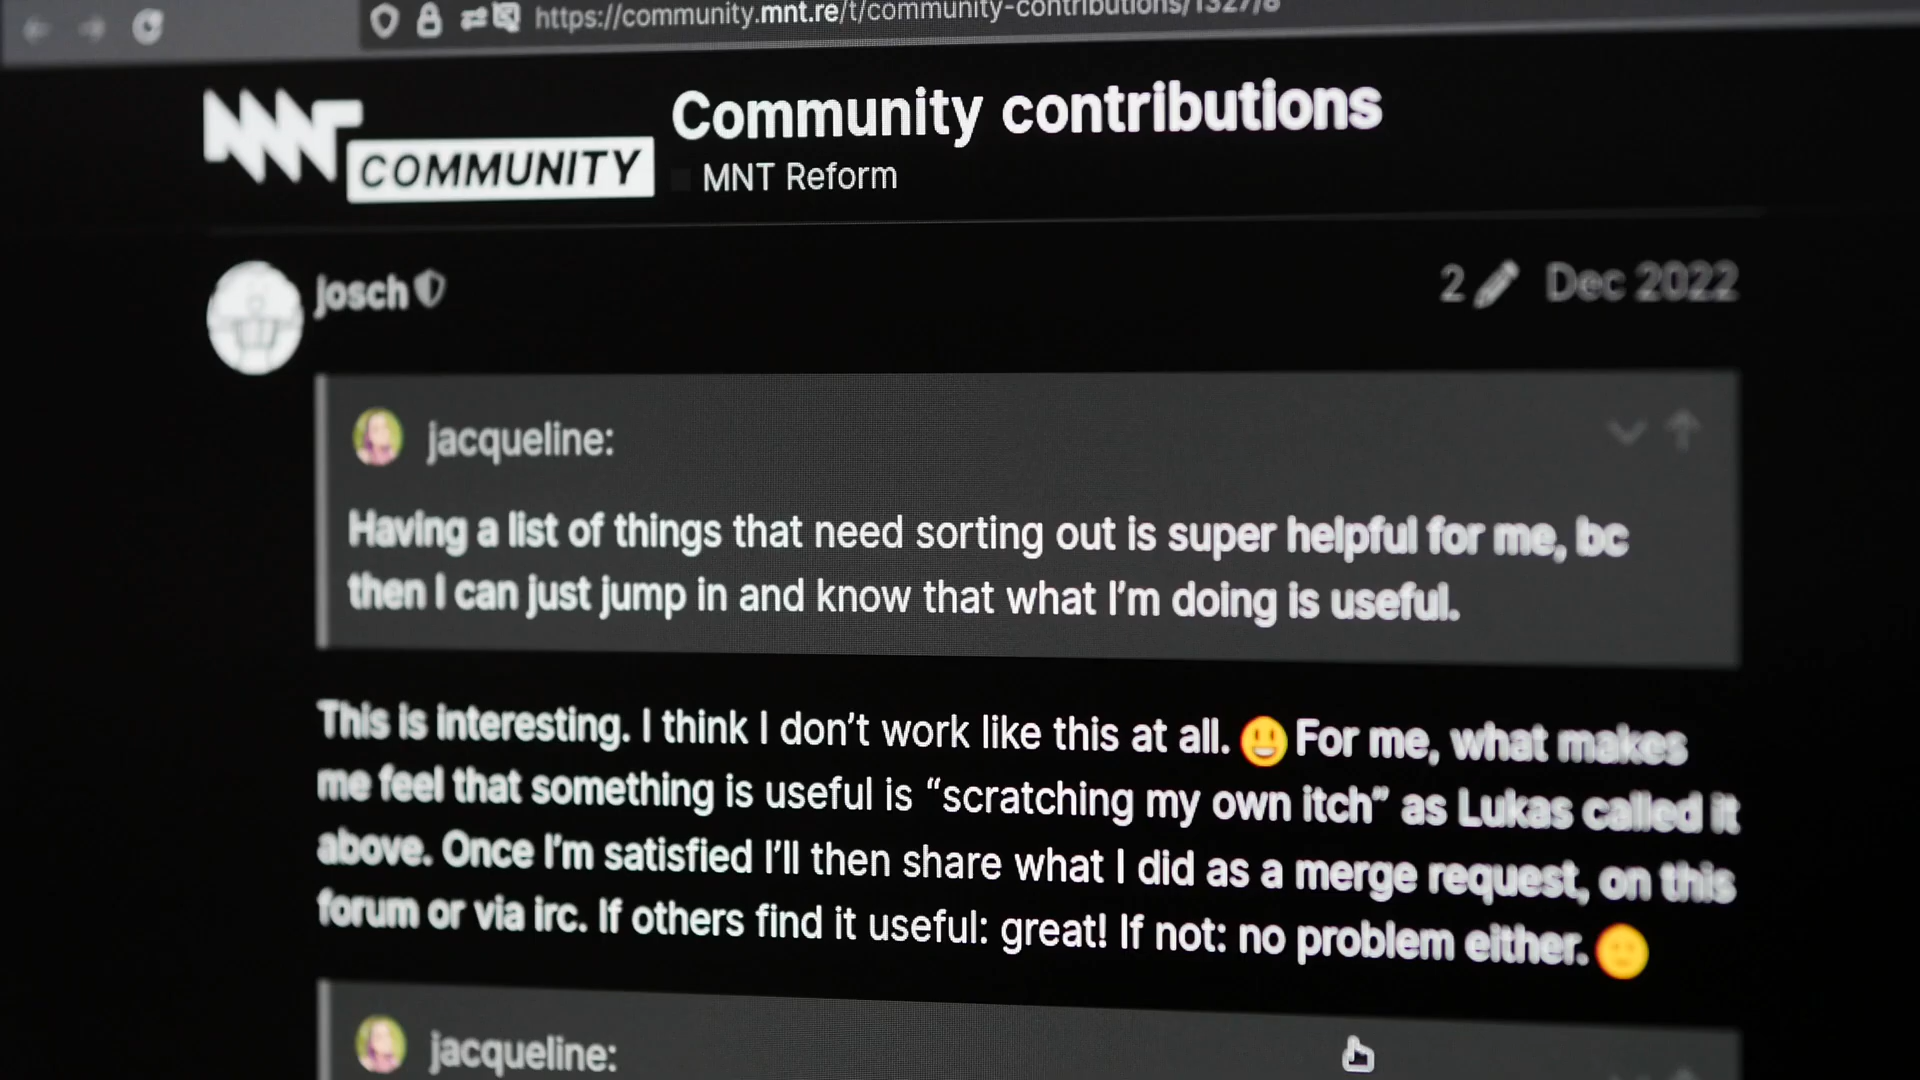 https://community.mnt.re/t/community-contributions/1327/8
MNT
COMMUNITY
Community contributions
MNT Reform
josch
2 Dec 2022
jacqueline:
Having a list of things that need sorting out is super helpful for me, bc
then I can just jump in and know that what I’m doing is useful.
This is interesting. I think I don’t work like this at all. 😃 For me, what makes
me feel that something is useful is “scratching my own itch” as Lukas called it
above. Once I’m satisfied I’ll then share what I did as a merge request, on this
forum or via irc. If others find it useful: great! If not: no problem either. 🙂
jacqueline: